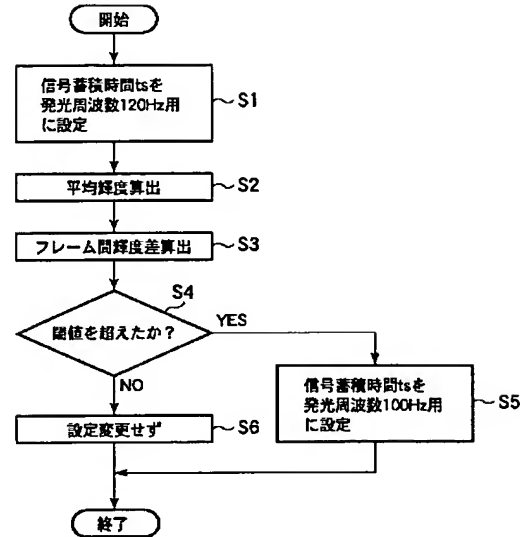 開始
信号蓄積時間tsを
発光周波数120Hz用
に設定
S1
平均輝度算出
S2
フレーム間輝度差算出
S3
S4
閾値を超えたか?
YES
NO
信号蓄積時間tsを
発光周波数100Hz用
に設定
S5
設定変更せず
S6
終了